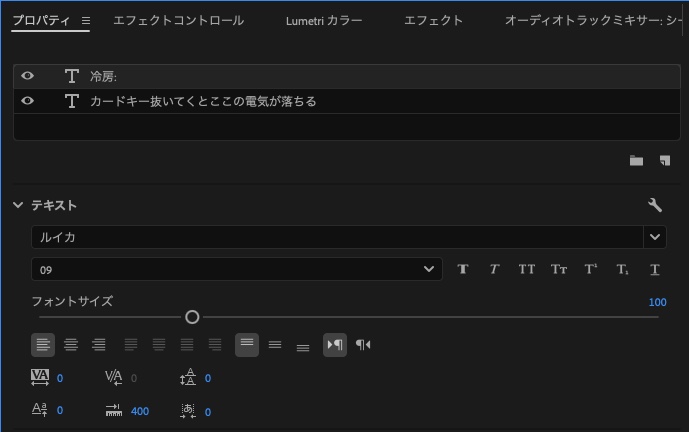 プロパティ エフェクトコントロール Lumetri カラー エフェクト オーディオトラックミキサー: シー
冷房:
カードキー抜いてくとここの電気が落ちる
テキスト
ルイカ
09
T T TT TT T¹ T₁ T
フォントサイズ
100
VA 0 V/A 0 A/A 0
Aa 0 400 あ 0